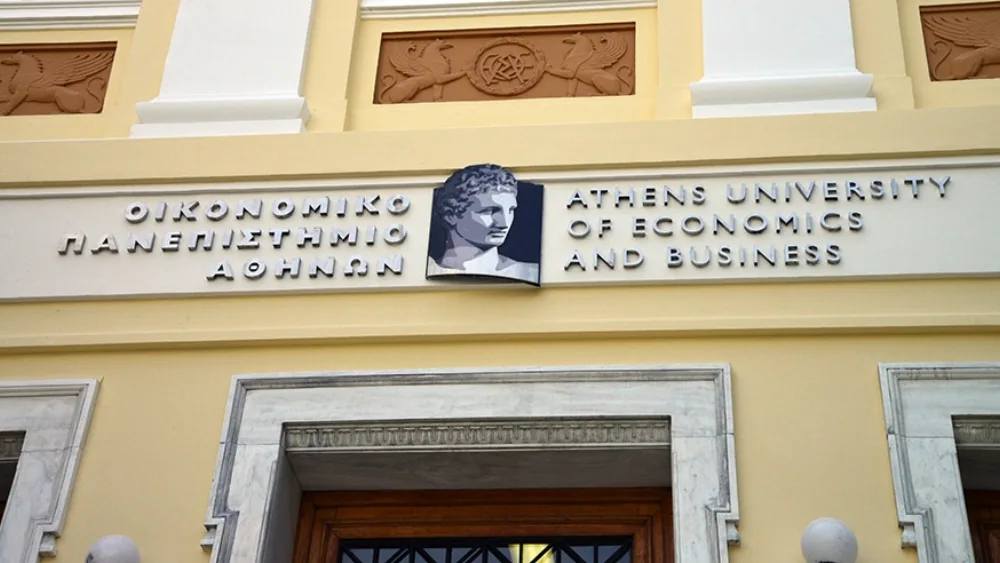 ΟΙΚΟΝΟΜΙΚΟ
ΠΑΝΕΠΙΣΤΗΜΙΟ
ΑΘΗΝΩΝ
ATHENS UNIVERSITY
OF ECONOMICS
AND BUSINESS